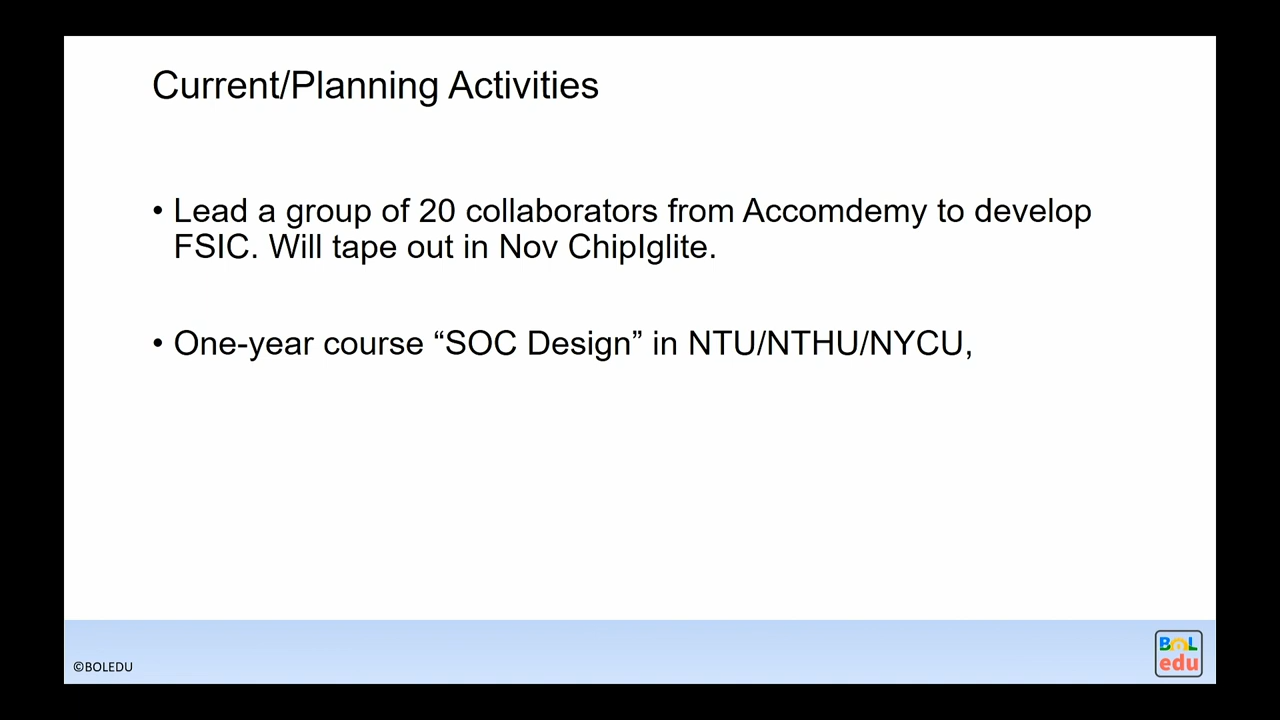 Current/Planning Activities
• Lead a group of 20 collaborators from Accomdemy to develop
FSIC. Will tape out in Nov ChipIglite.
• One-year course “SOC Design” in NTU/NTHU/NYCU,
©BOLEDU
BOL
edu